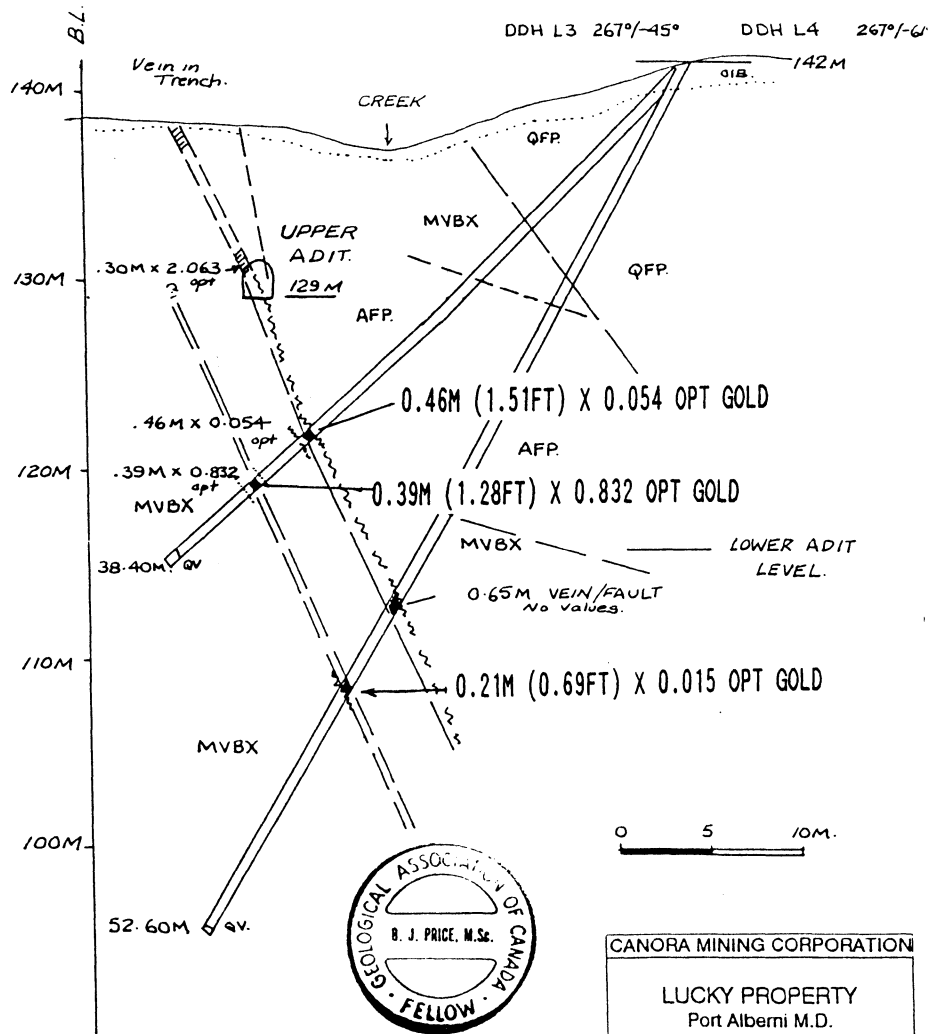 B.L.
DDH L3 267°/-45°
DDH L4 267°/-61
Vein in
Trench.
142M
OIB.
140M
CREEK
QFP.
MVBX
UPPER
ADIT.
QFP.
.30M × 2.063
opt
130M
129M
AFP.
0.46M (1.51FT) X 0.054 OPT GOLD
.46M × 0.054
opt
AFP.
120M
.39M × 0.832
opt
0.39M (1.28FT) X 0.832 OPT GOLD
MVBX
MVBX
LOWER ADIT
LEVEL.
38.40M. QV
0.65M VEIN/FAULT
No values.
110M
0.21M (0.69FT) X 0.015 OPT GOLD
MVBX
0 5 10M.
100M
GEOLOGICAL ASSOCIATION OF CANADA
B. J. PRICE, M.Sc.
FELLOW
52.60M QV.
CANORA MINING CORPORATION
LUCKY PROPERTY
Port Alberni M.D.